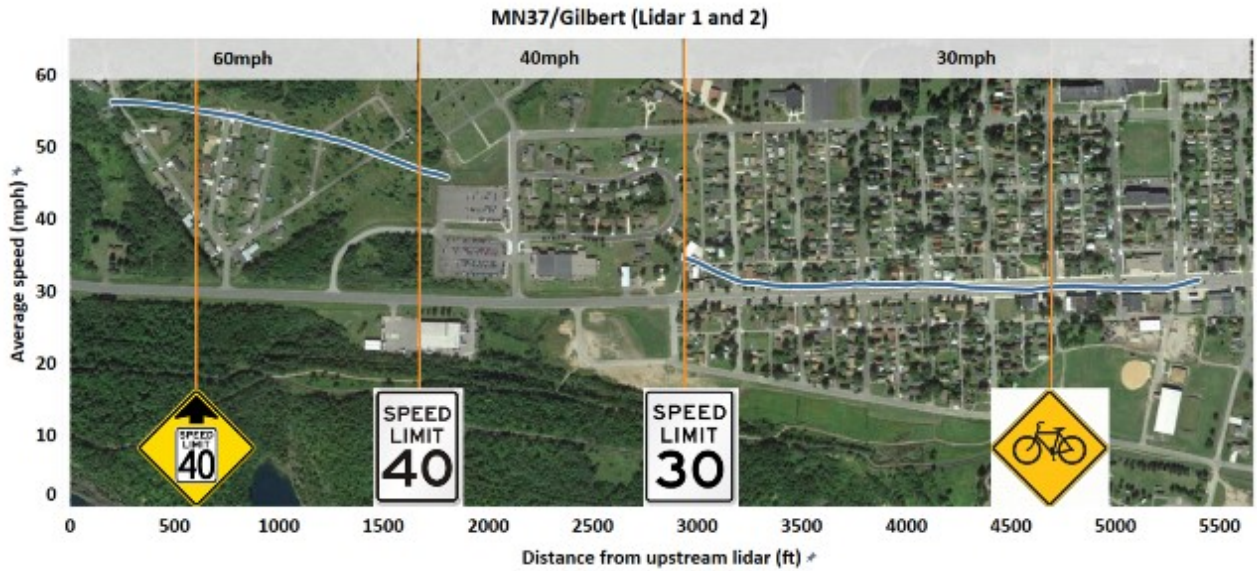 MN37/Gilbert (Lidar 1 and 2)
60mph 40mph 30mph
60
50
40
30
20
10
0
Average speed (mph)
SPEED
LIMIT
40
SPEED
LIMIT
40
SPEED
LIMIT
30
0 500 1000 1500 2000 2500 3000 3500 4000 4500 5000 5500
Distance from upstream lidar (ft)